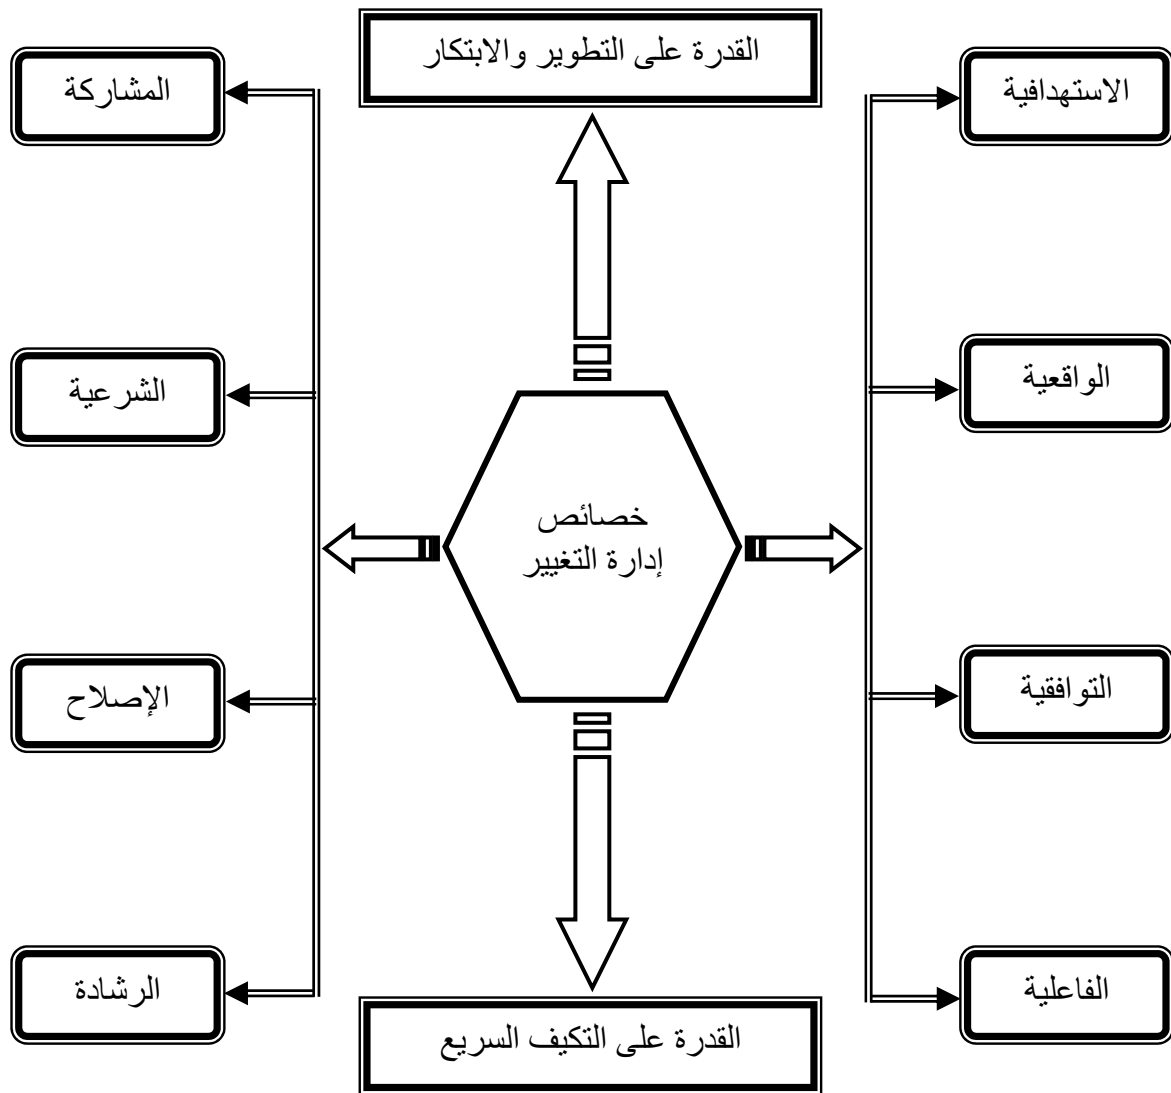 القدرة على التطوير والابتكار
الاستهدافية
المشاركة
الواقعية
الشرعية
خصائص
إدارة التغيير
التوافقية
الإصلاح
الفاعلية
الرشادة
القدرة على التكيف السريع